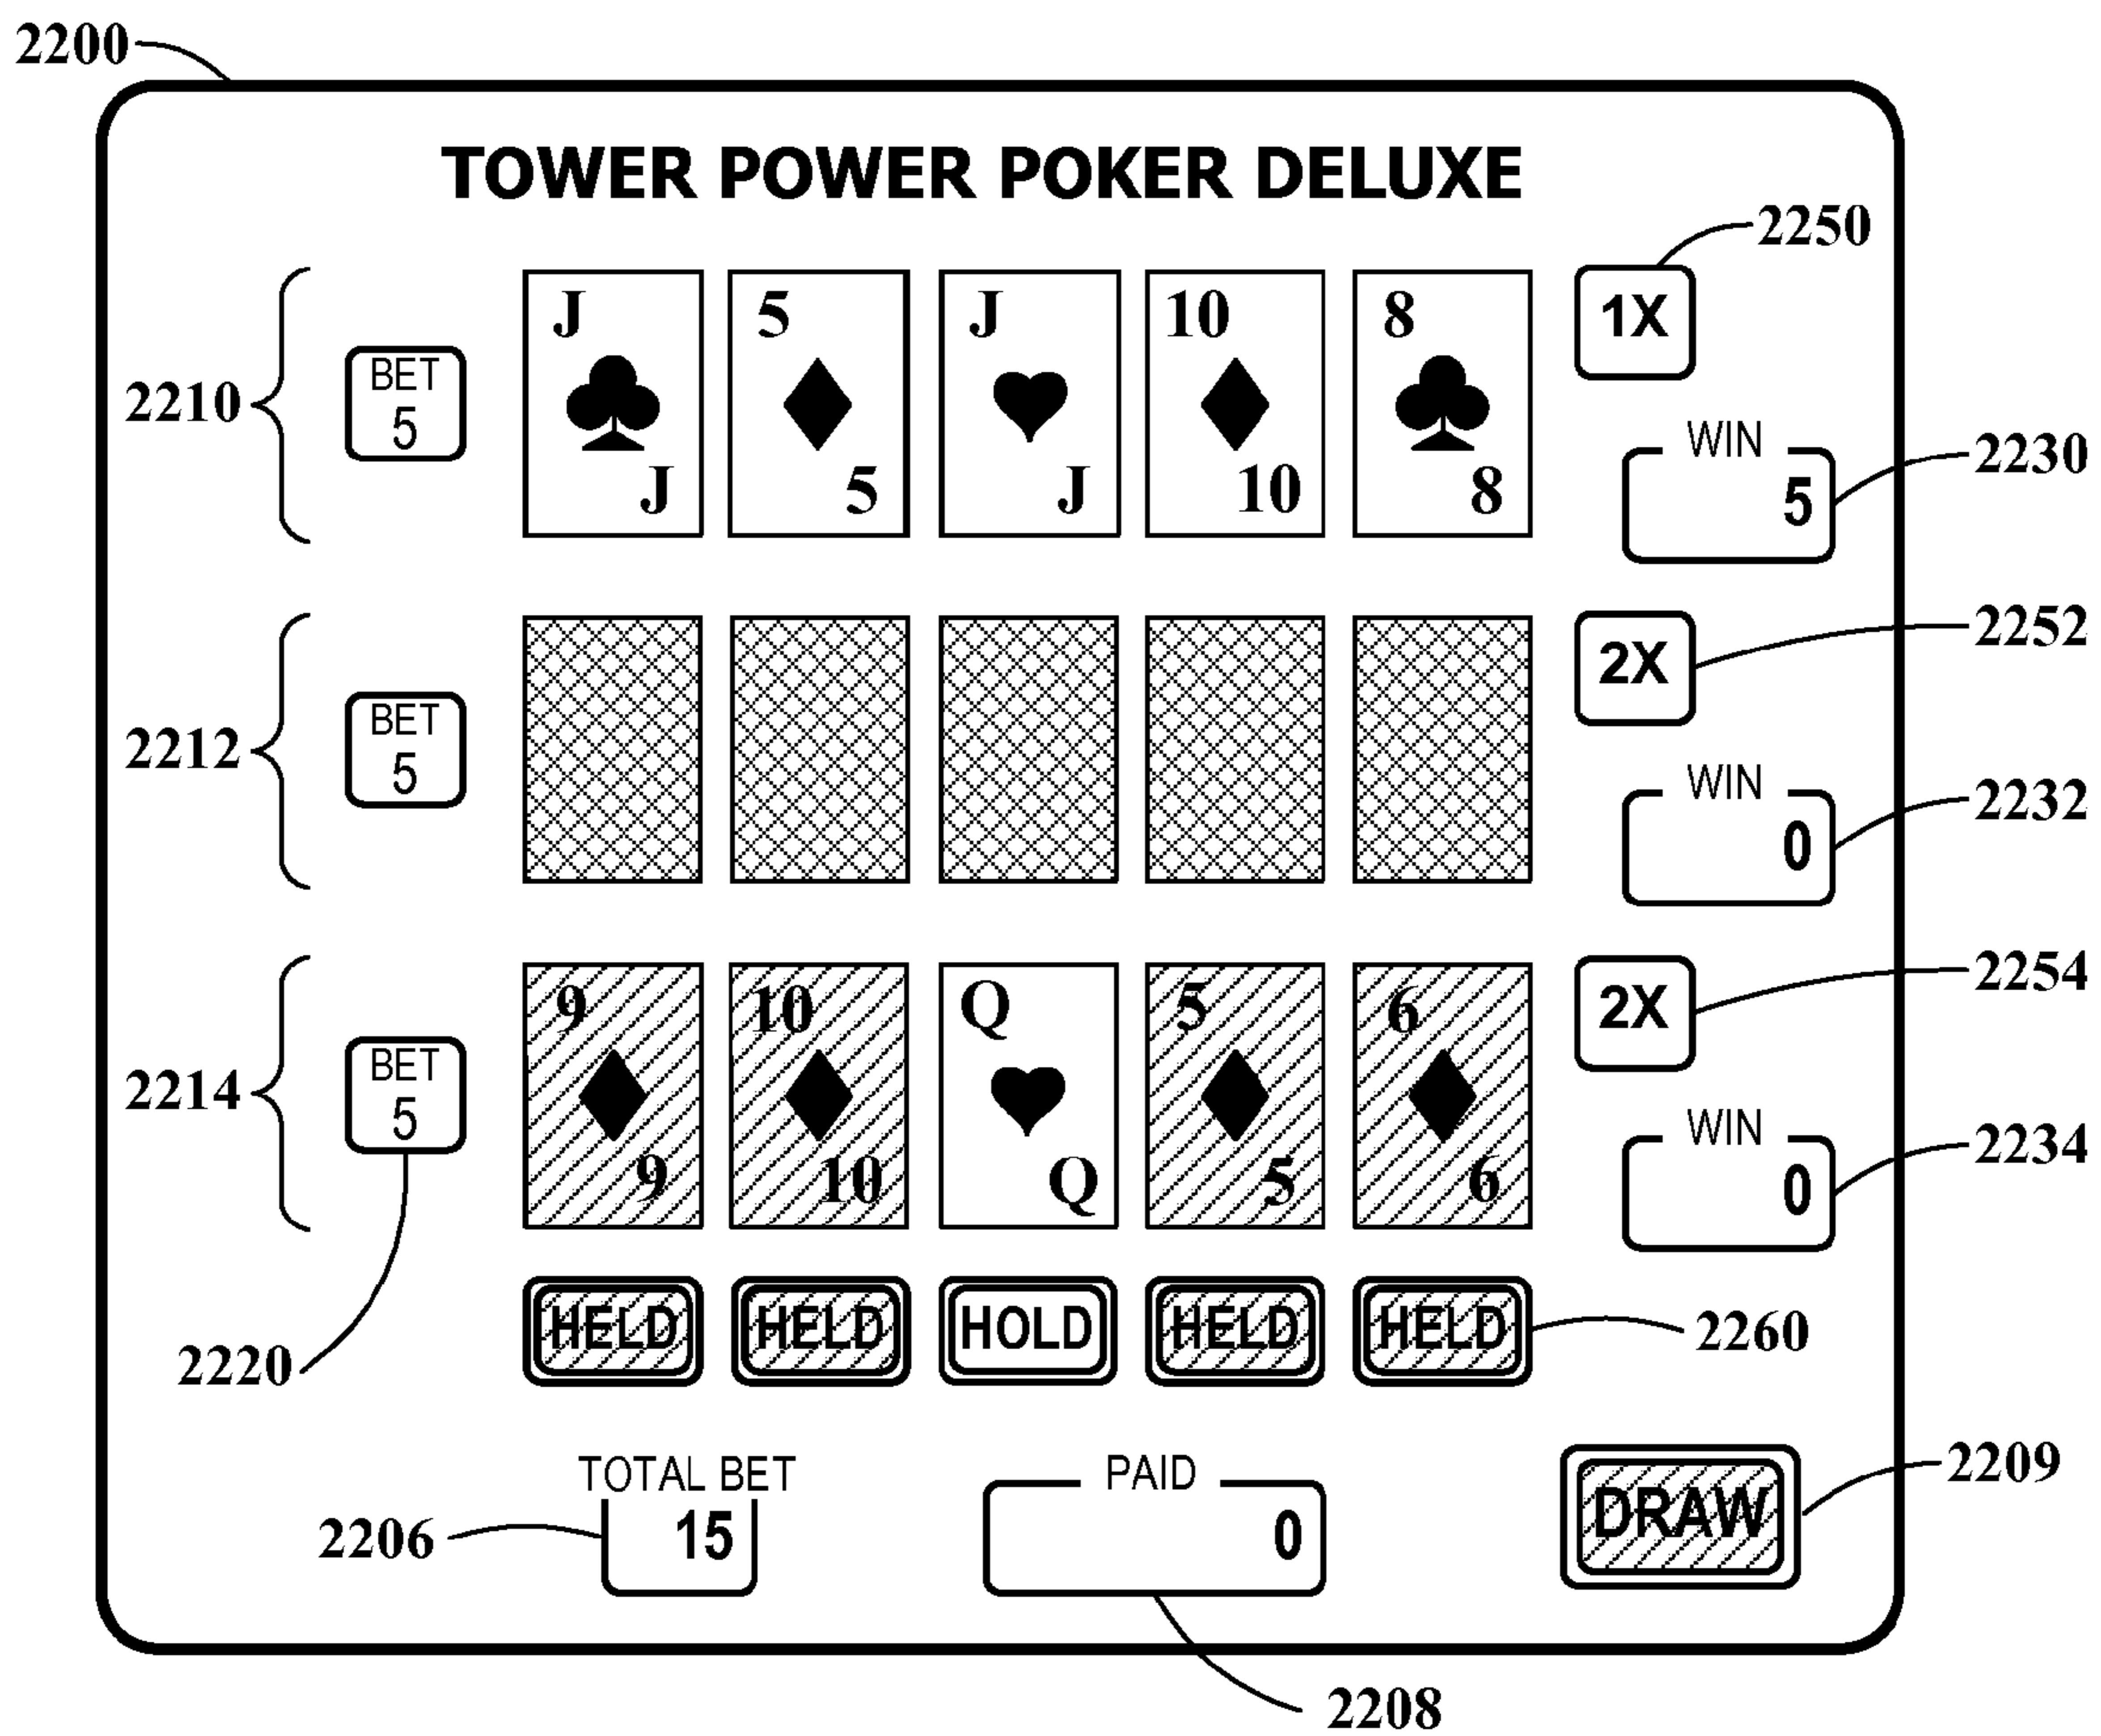 2200
TOWER POWER POKER DELUXE
2250
J 5 J 10 8
1X
2210
BET
5
WIN
2230
5
J 5 J 10 8
2252
2X
2212
BET
5
WIN
2232
0
2254
9 10 Q 5 6
2X
2214
BET
5
WIN
2234
0
9 10 Q 5 6
HELD HELD HOLD HELD HELD
2260
2220
TOTAL BET
PAID
2209
2206
15
0
DRAW
2208